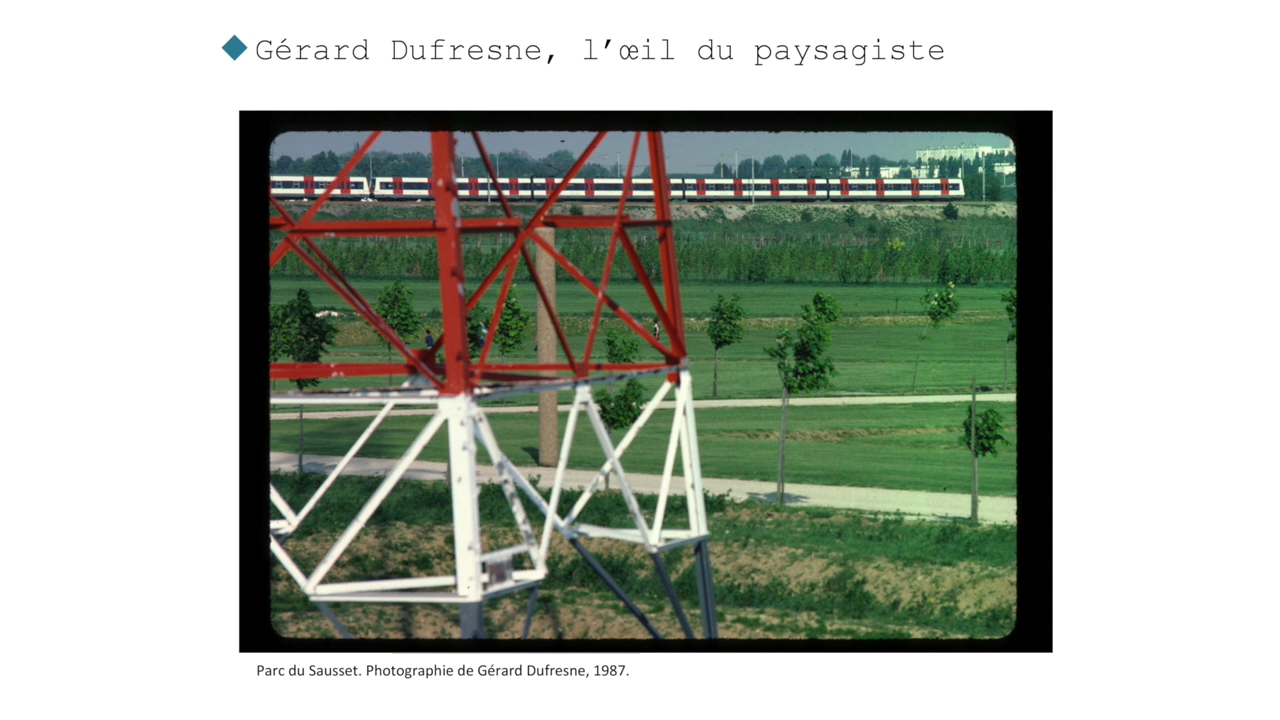 Gérard Dufresne, l’œil du paysagiste
Parc du Sausset. Photographie de Gérard Dufresne, 1987.